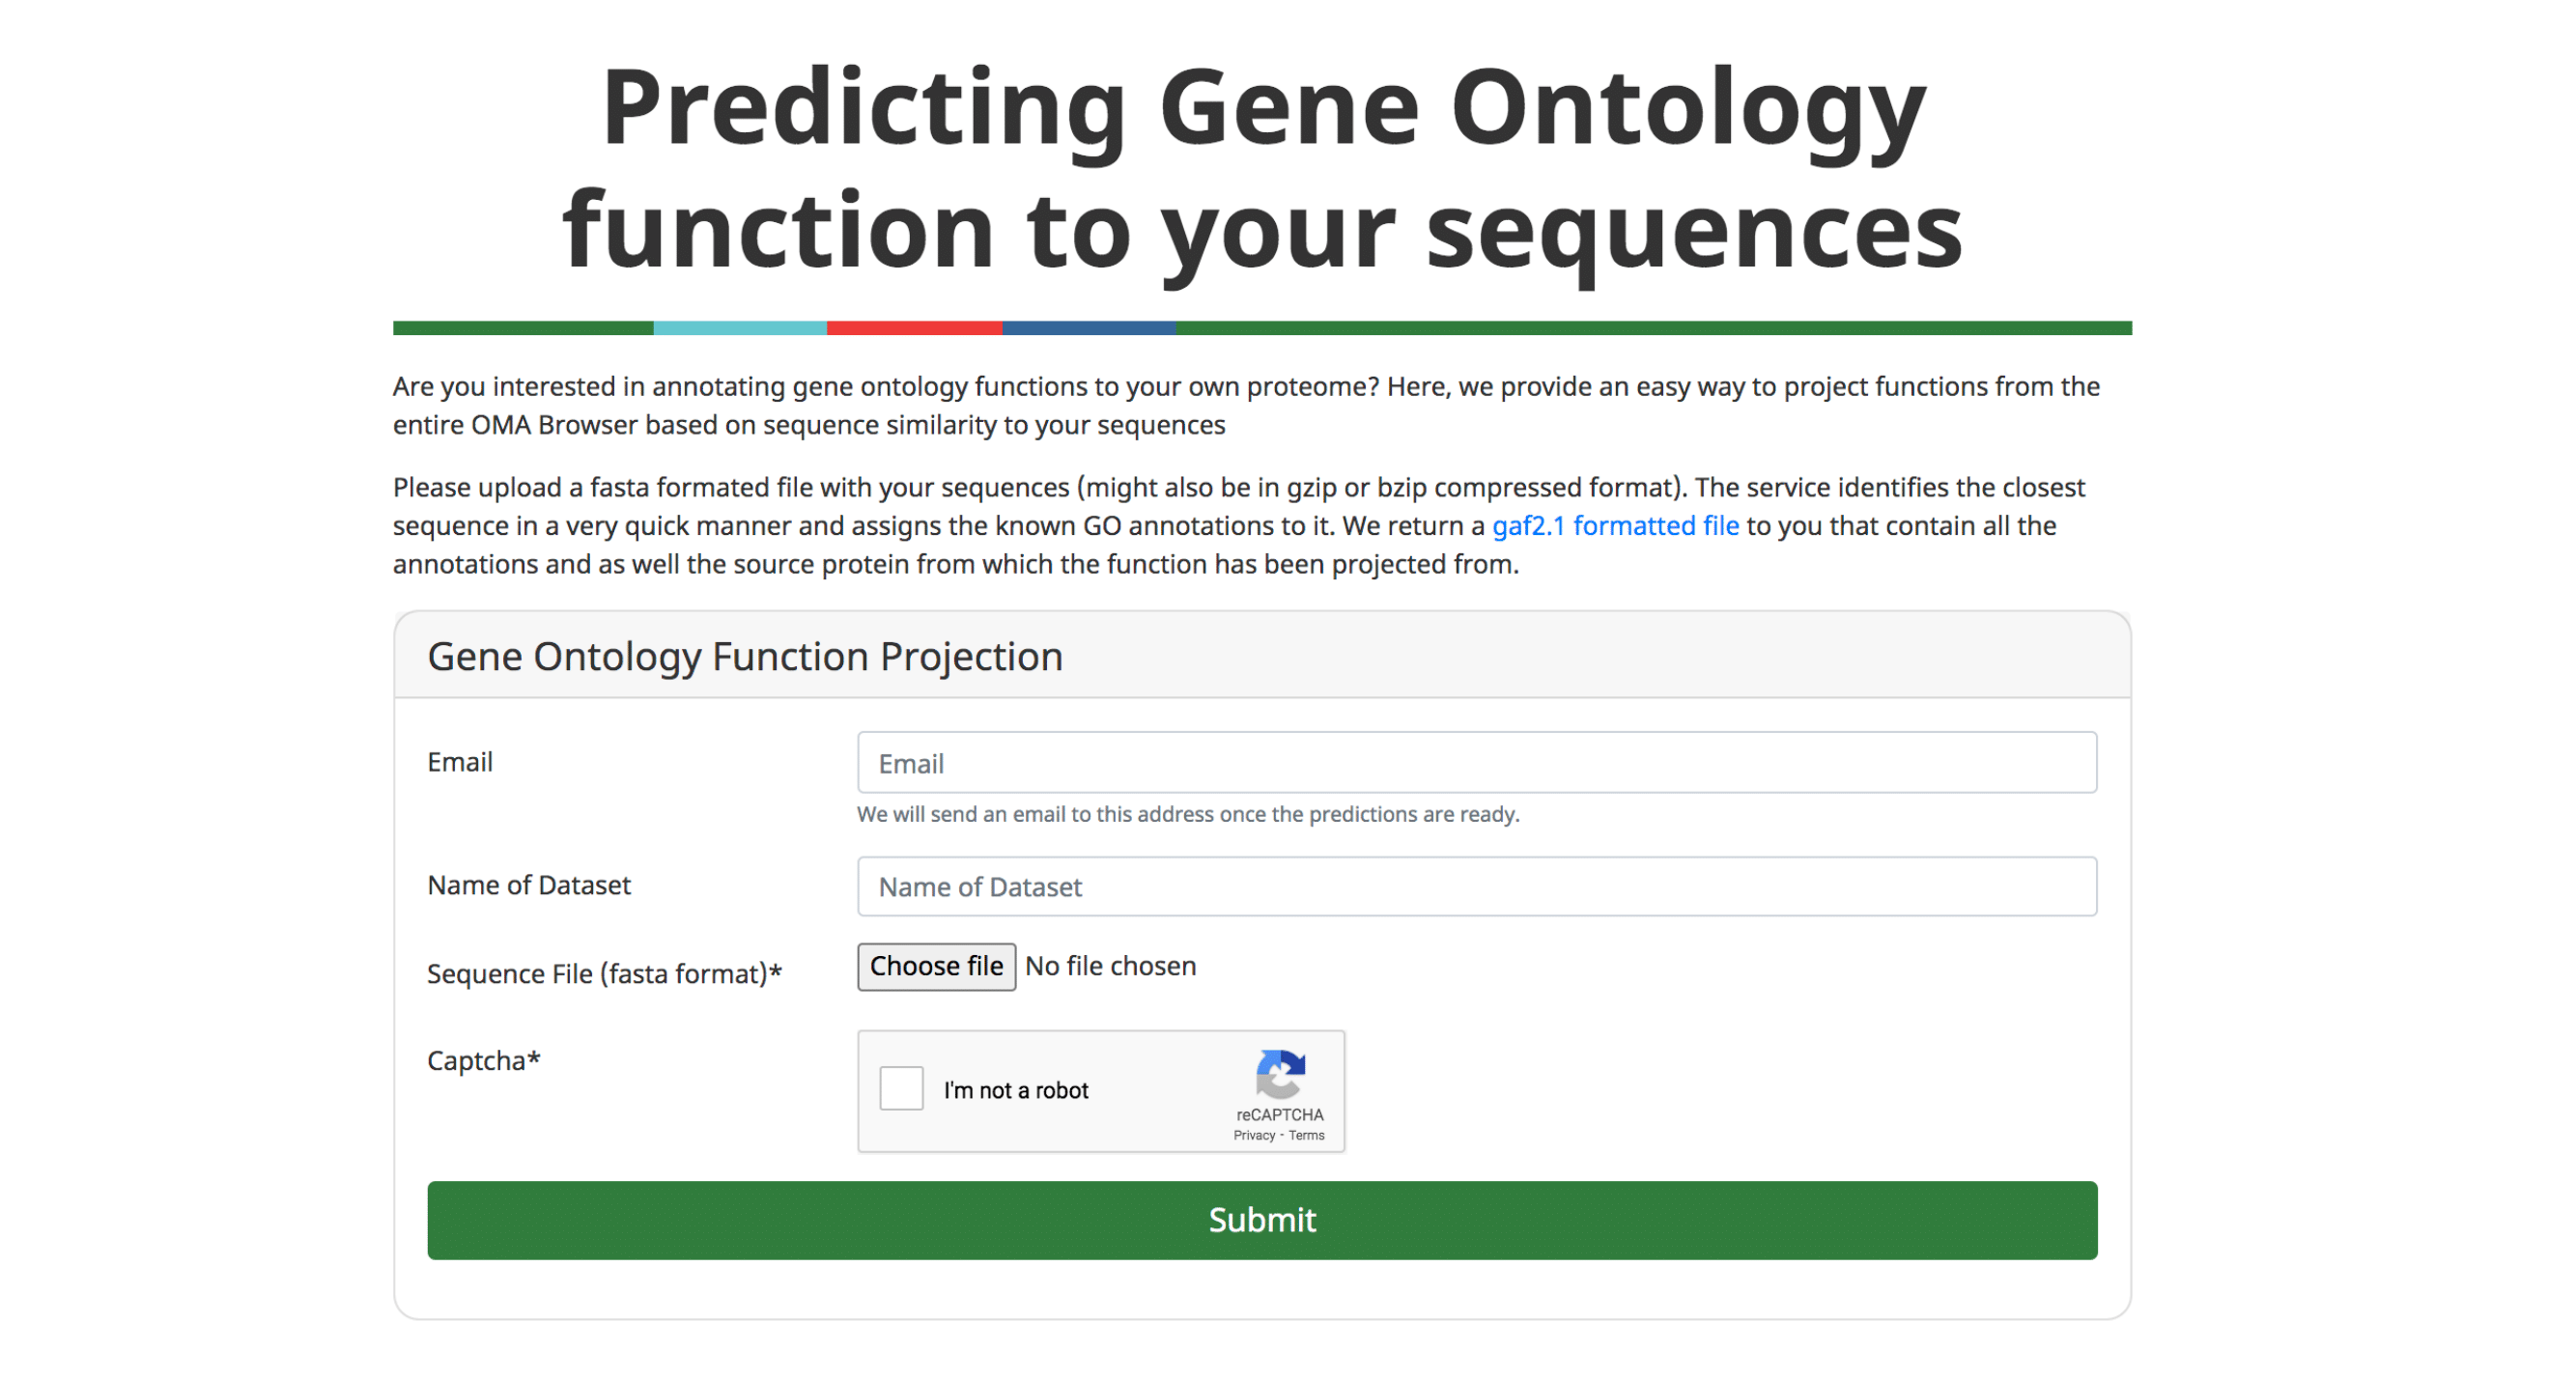 Predicting Gene Ontology
function to your sequences
Are you interested in annotating gene ontology functions to your own proteome? Here, we provide an easy way to project functions from the
entire OMA Browser based on sequence similarity to your sequences
Please upload a fasta formated file with your sequences (might also be in gzip or bzip compressed format). The service identifies the closest
sequence in a very quick manner and assigns the known GO annotations to it. We return a gaf2.1 formatted file to you that contain all the
annotations and as well the source protein from which the function has been projected from.
Gene Ontology Function Projection
Email
Email
We will send an email to this address once the predictions are ready.
Name of Dataset
Name of Dataset
Sequence File (fasta format)*
Choose file No file chosen
Captcha*
I'm not a robot
reCAPTCHA
Privacy - Terms
Submit